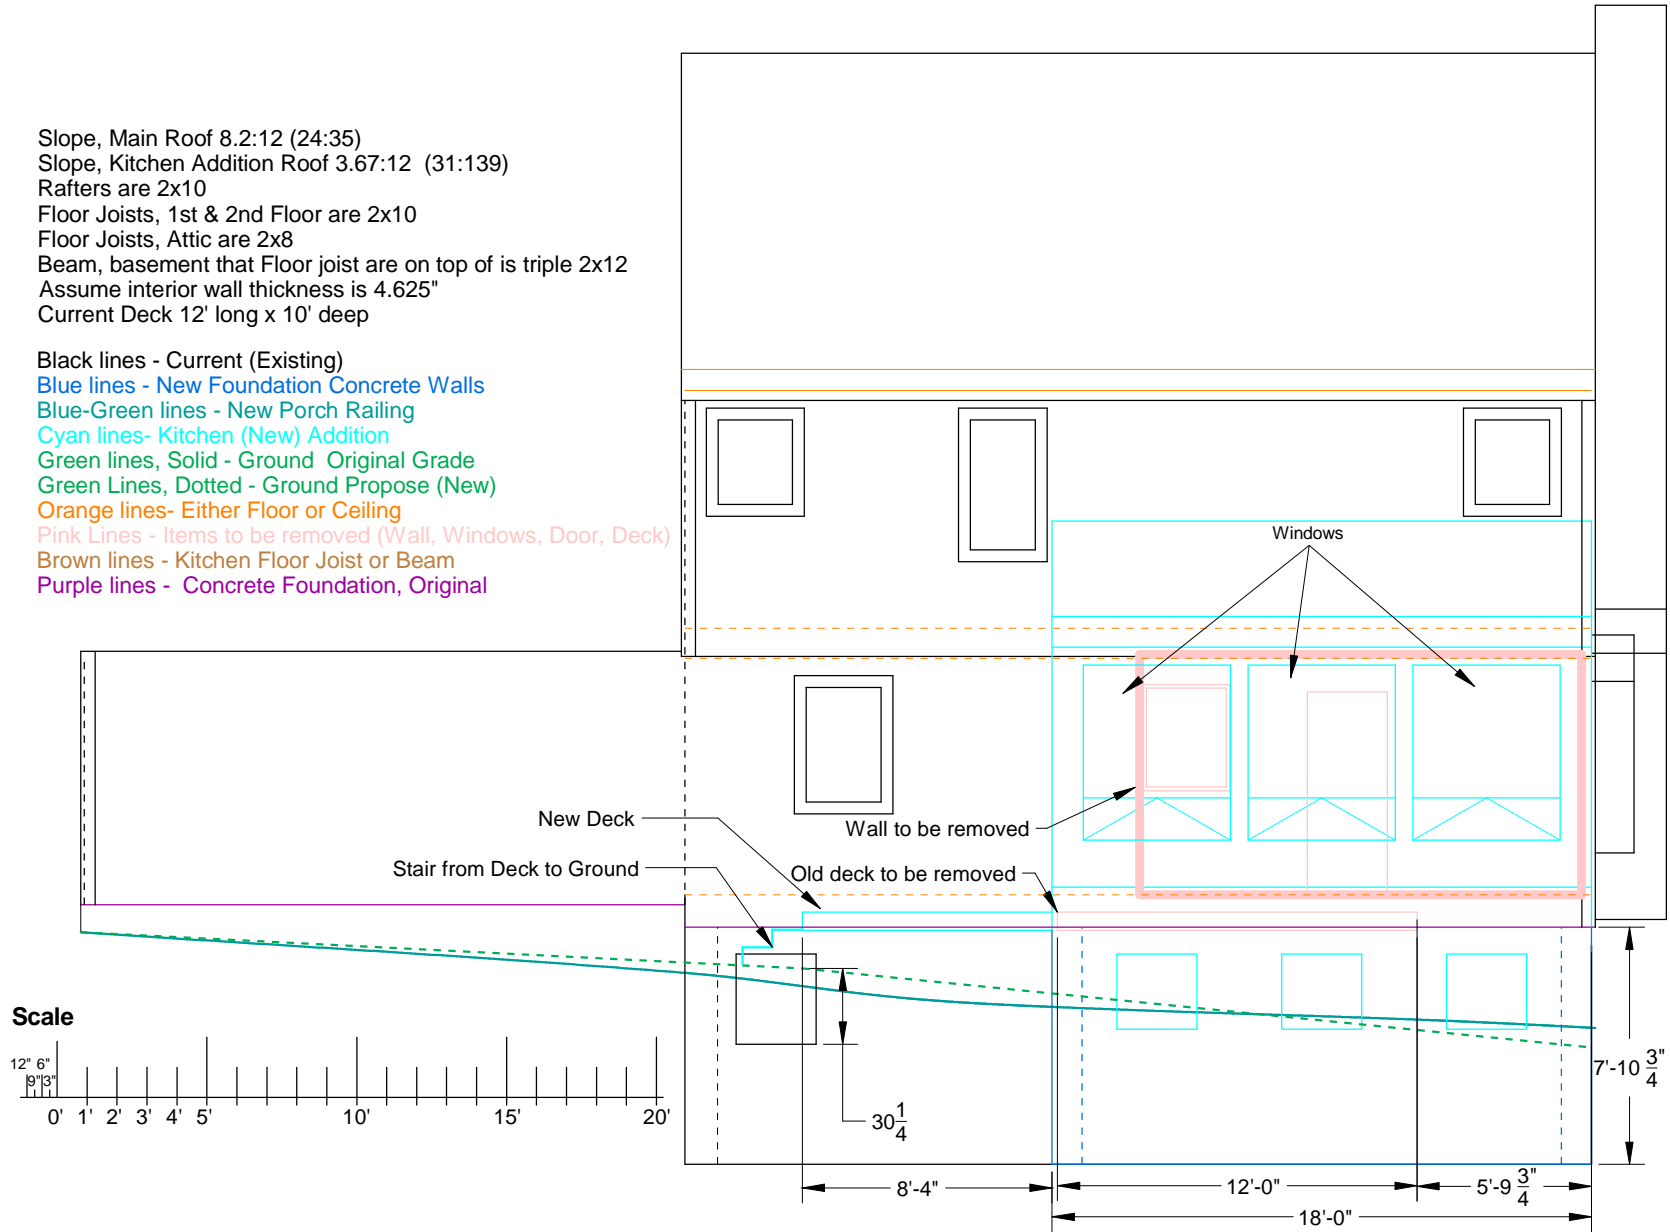 Slope, Main Roof 8.2:12 (24:35)
Slope, Kitchen Addition Roof 3.67:12  (31:139)
Rafters are 2x10
Floor Joists, 1st & 2nd Floor are 2x10
Floor Joists, Attic are 2x8
Beam, basement that Floor joist are on top of is triple 2x12
Assume interior wall thickness is 4.625"
Current Deck 12' long x 10' deep
Black lines - Current (Existing)
Blue lines - New Foundation Concrete Walls
Blue-Green lines - New Porch Railing
Cyan lines- Kitchen (New) Addition
Green lines, Solid - Ground  Original Grade
Green Lines, Dotted - Ground Propose (New)
Orange lines- Either Floor or Ceiling
Pink Lines - Items to be removed (Wall, Windows, Door, Deck)
Brown lines - Kitchen Floor Joist or Beam
Purple lines -  Concrete Foundation, Original
Windows
New Deck
Wall to be removed
Stair from Deck to Ground
Old deck to be removed
Scale
12" 6"
9" 3"
0' 1' 2' 3' 4' 5' 10' 15' 20'
30 1/4
7'-10 3/4"
8'-4"
12'-0"
5'-9 3/4"
18'-0"